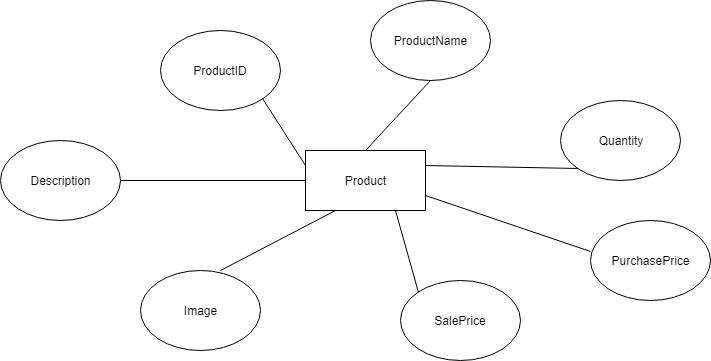 ProductName
ProductID
Quantity
Description
Product
PurchasePrice
Image
SalePrice